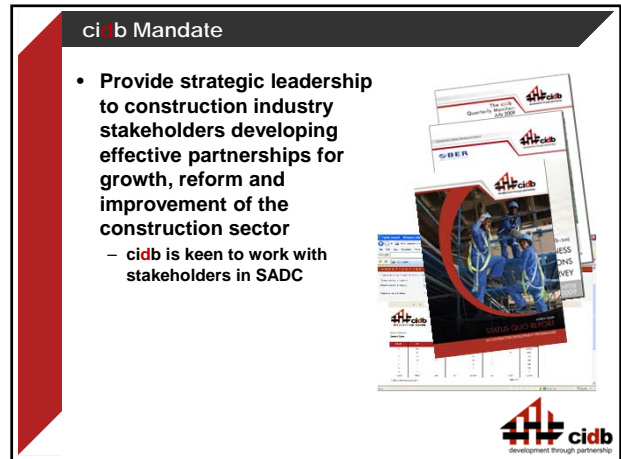 cidb Mandate
• Provide strategic leadership
to construction industry
stakeholders developing
effective partnerships for
growth, reform and
improvement of the
construction sector
– cidb is keen to work with
stakeholders in SADC
cidb
The cidb
Quarterly Monitor
July 2009
cidb
BER
cidb
STATUS QUO REPORT
cidb
cidb
development through partnership